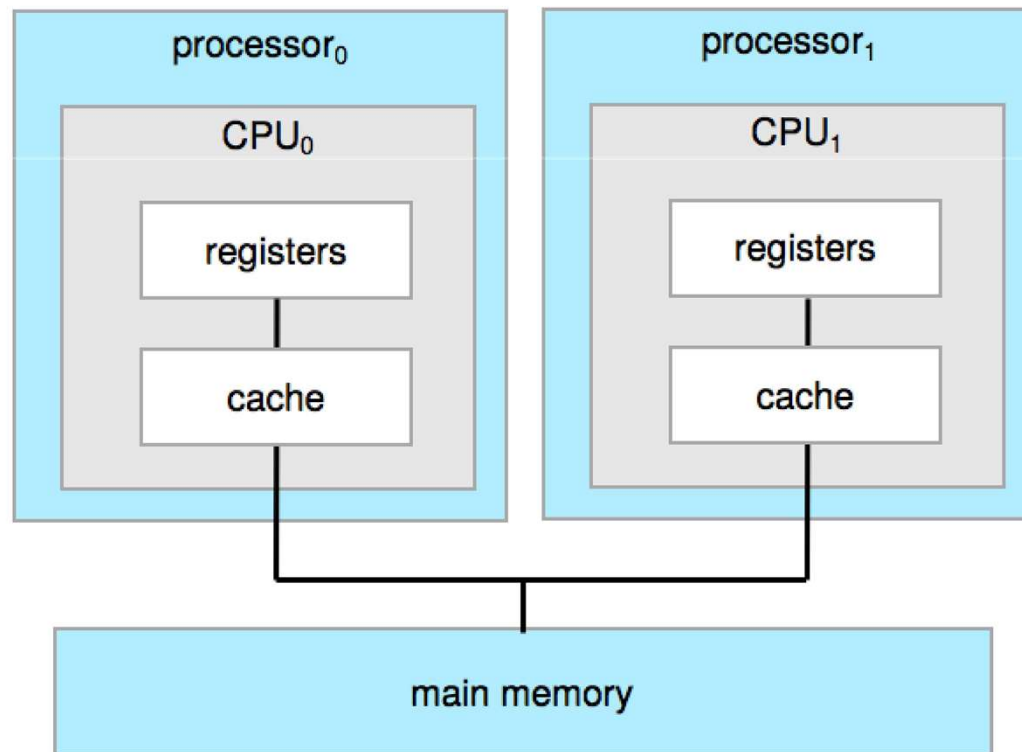 processor₀
CPU₀
registers
cache
processor₁
CPU₁
registers
cache
main memory